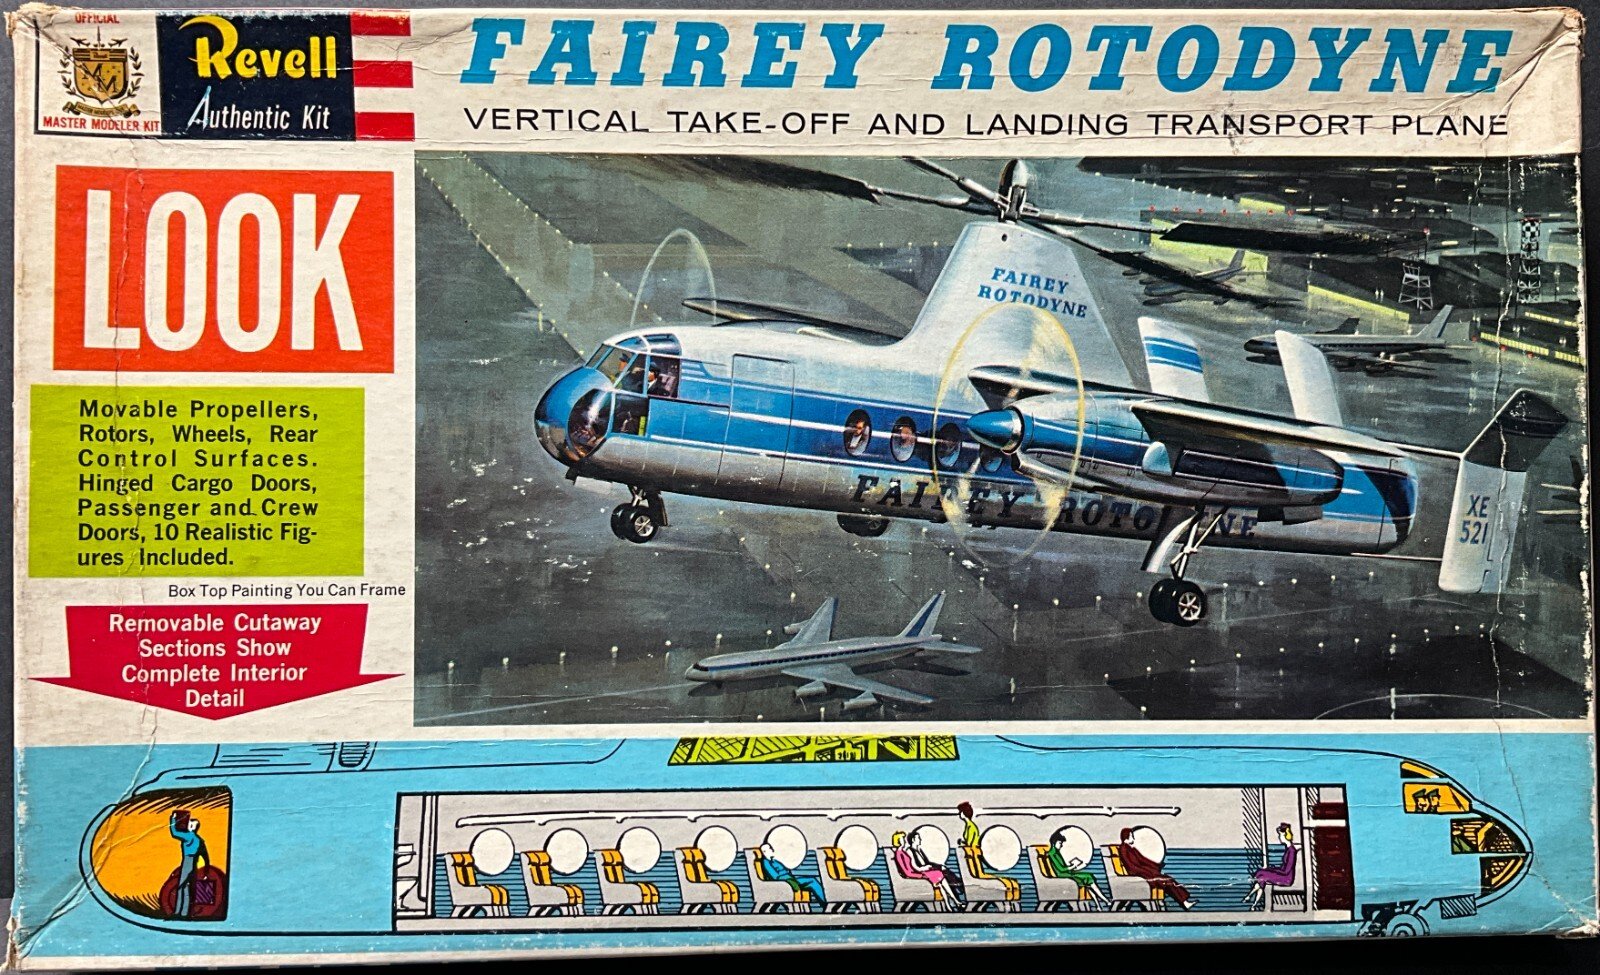 OFFICIAL
MM
MASTER MODELER KIT
Revell
Authentic Kit
FAIREY ROTODYNE
VERTICAL TAKE-OFF AND LANDING TRANSPORT PLANE
LOOK
Movable Propellers,
Rotors, Wheels, Rear
Control Surfaces.
Hinged Cargo Doors,
Passenger and Crew
Doors, 10 Realistic Fig-
ures Included.
Box Top Painting You Can Frame
Removable Cutaway
Sections Show
Complete Interior
Detail
FAIREY
ROTODYNE
FAIREY ROTODYNE
XE
521